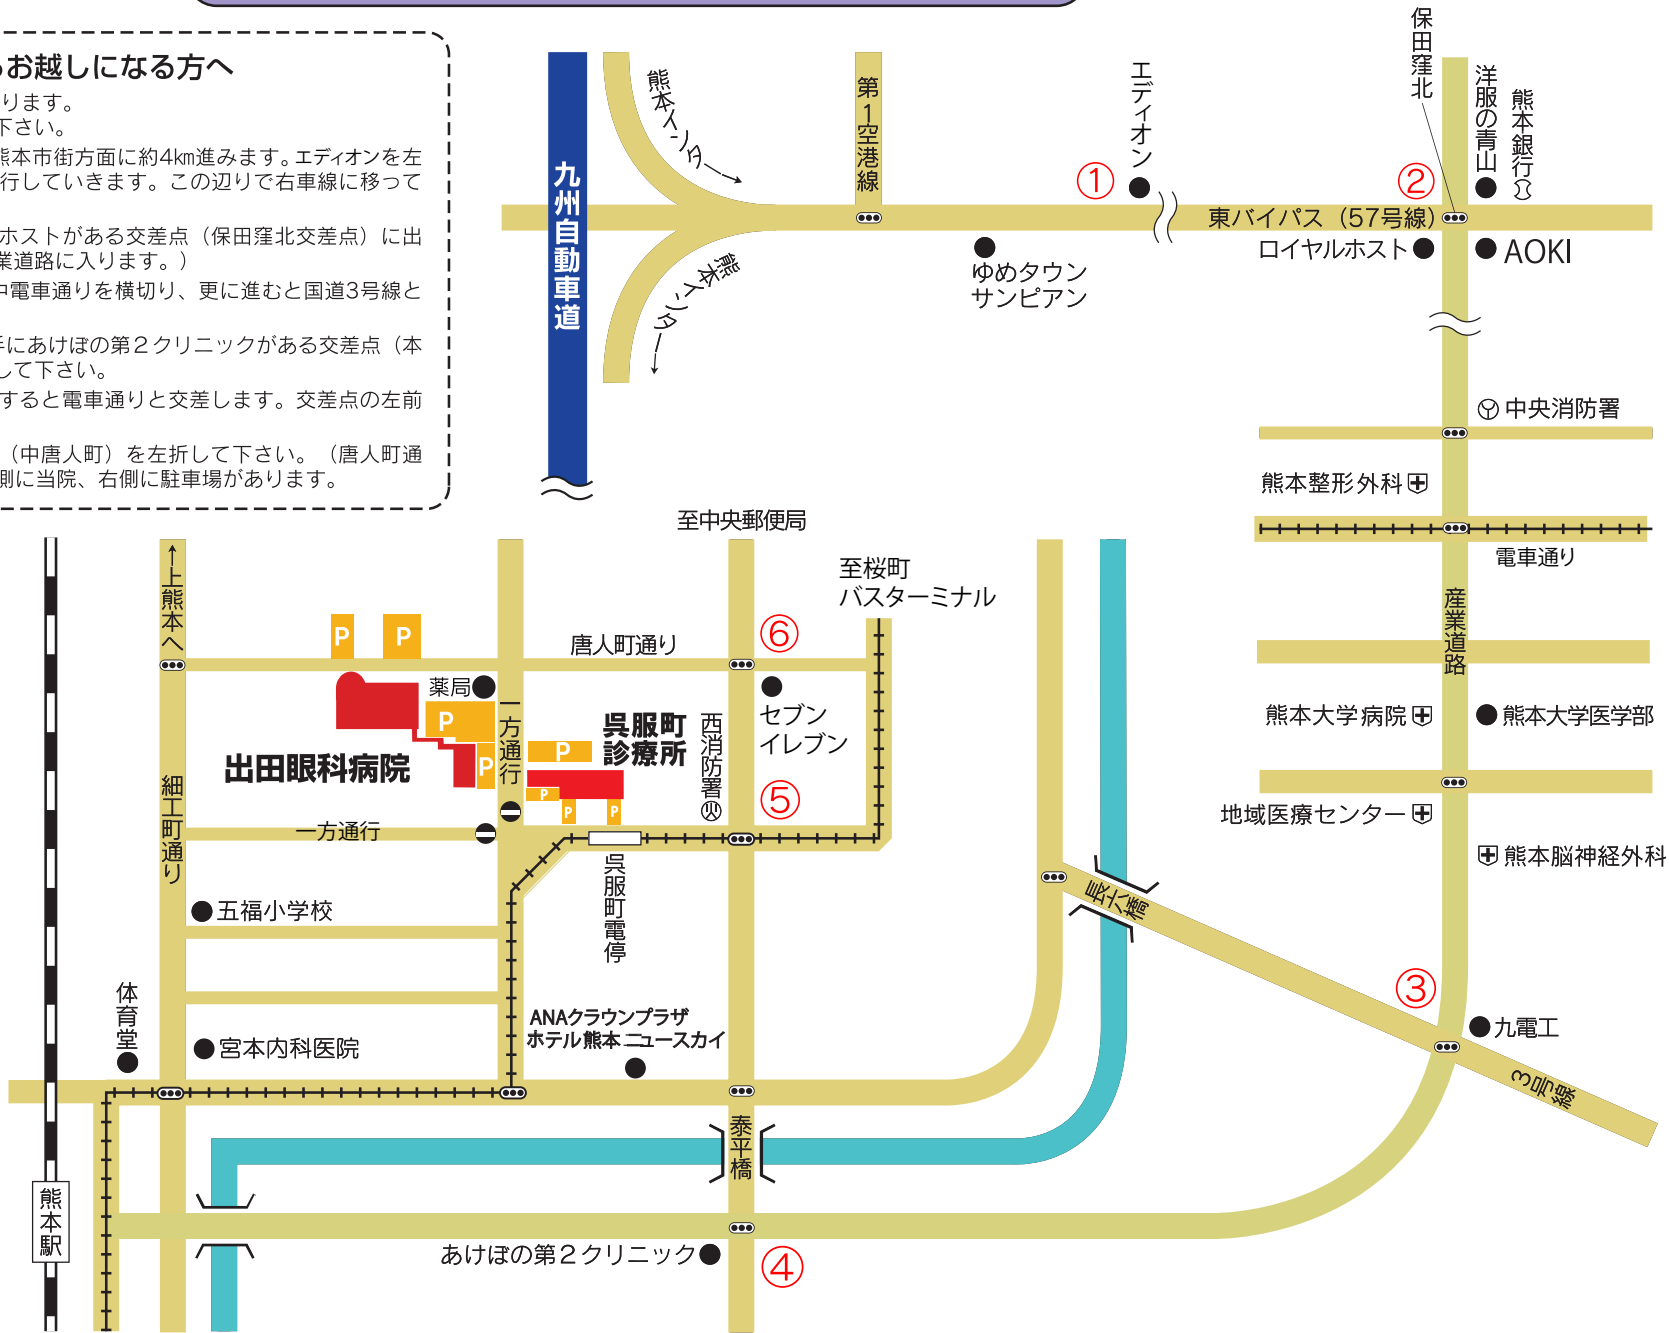 らお越しになる方へ
ります。
下さい。
熊本市街方面に約4km進みます。エディオンを左
行していきます。この辺りで右車線に移って
ホストがある交差点（保田窪北交差点）に出
業道路に入ります。）
中電車通りを横切り、更に進むと国道3号線と
手にあけぼの第２クリニックがある交差点（本
して下さい。
すると電車通りと交差します。交差点の左前
（中唐人町）を左折して下さい。（唐人町通
側に当院、右側に駐車場があります。
九州自動車道
熊本インター→
熊本インター→
第1空港線
エディオン
①
②
保田窪北
洋服の青山
熊本銀行
東バイパス（57号線）
ロイヤルホスト
AOKI
ゆめタウン
サンピアン
中央消防署
熊本整形外科
電車通り
産業道路
熊本大学病院
熊本大学医学部
地域医療センター
熊本脳神経外科
至中央郵便局
至桜町
バスターミナル
←上熊本へ
P
P
唐人町通り
⑥
薬局
P
P
一方通行
呉服町
診療所
P
P
P
P
西消防署
セブン
イレブン
出田眼科病院
⑤
細工町通り
一方通行
呉服町電停
五福小学校
長六橋
③
体育堂
宮本内科医院
ANAクラウンプラザ
ホテル熊本ニュースカイ
九電工
3号線
泰平橋
熊本駅
あけぼの第２クリニック
④